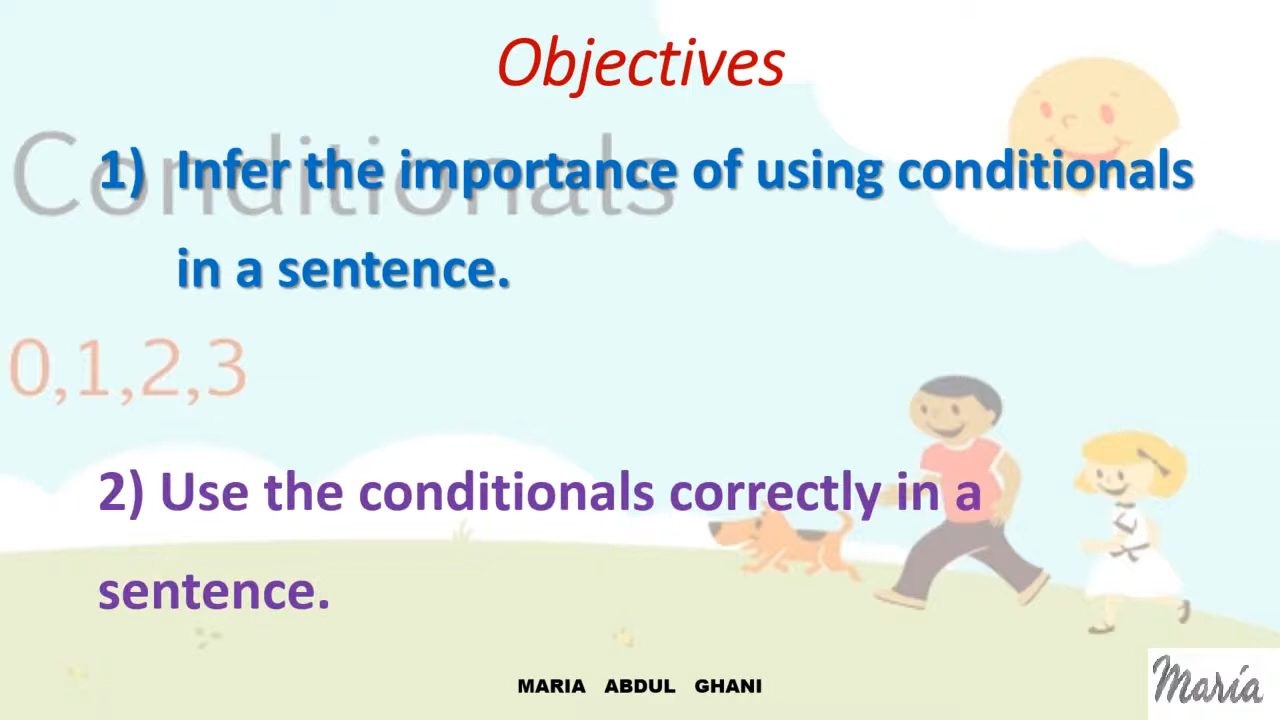 Objectives
Conditionals
1) Infer the importance of using conditionals
in a sentence.
0,1,2,3
2) Use the conditionals correctly in a
sentence.
MARIA ABDUL GHANI
Maria